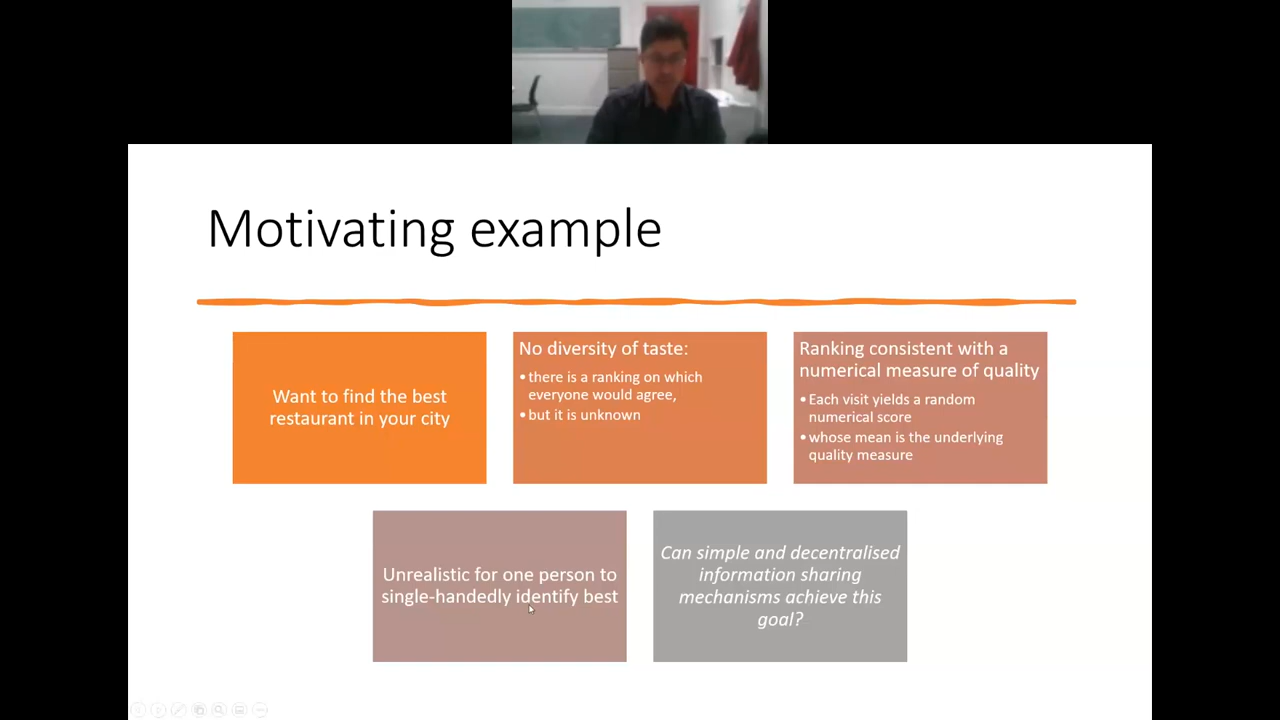 Motivating example
Want to find the best
restaurant in your city
No diversity of taste:
•there is a ranking on which
everyone would agree,
•but it is unknown
Ranking consistent with a
numerical measure of quality
•Each visit yields a random
numerical score
•whose mean is the underlying
quality measure
Unrealistic for one person to
single-handedly identify best
Can simple and decentralised
information sharing
mechanisms achieve this
goal?